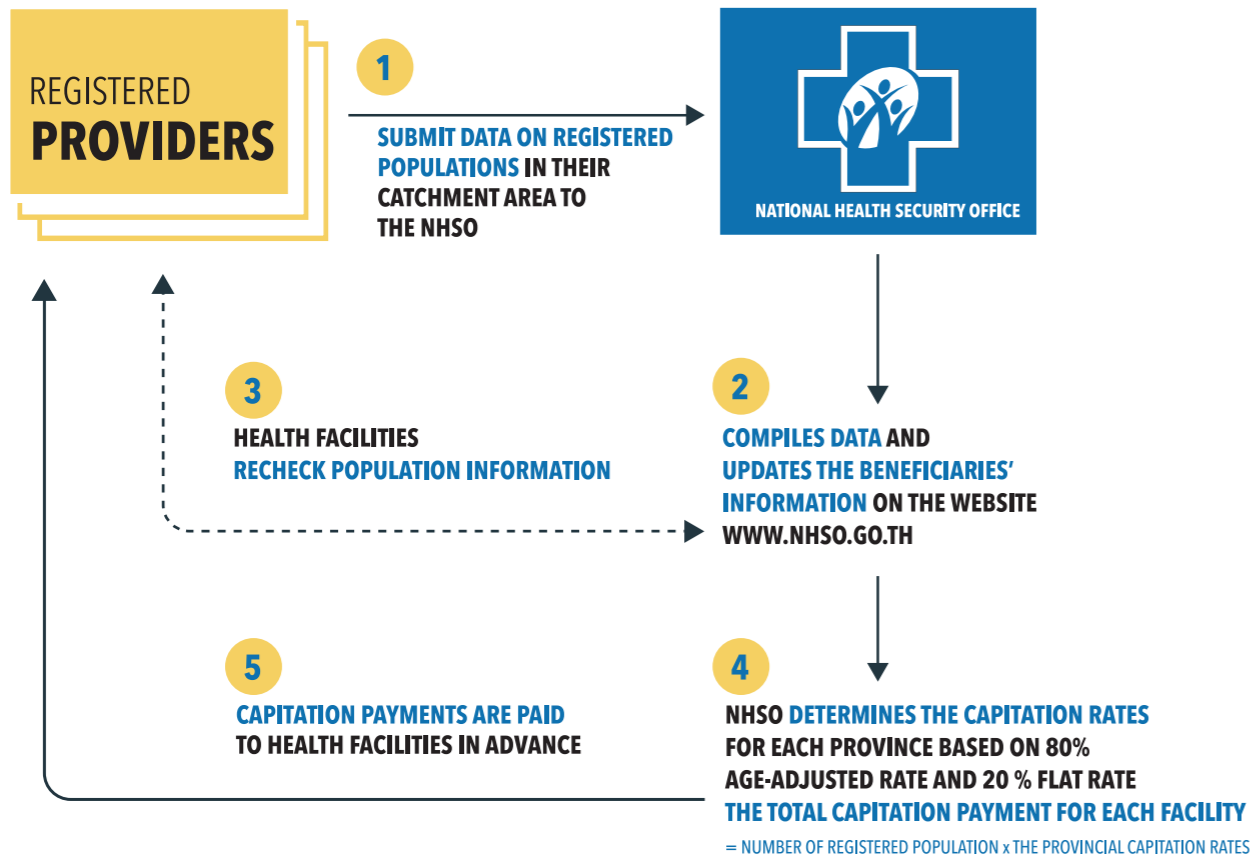 REGISTERED
PROVIDERS
1
SUBMIT DATA ON REGISTERED
POPULATIONS IN THEIR
CATCHMENT AREA TO
THE NHSO
NATIONAL HEALTH SECURITY OFFICE
3
HEALTH FACILITIES
RECHECK POPULATION INFORMATION
2
COMPILES DATA AND
UPDATES THE BENEFICIARIES’
INFORMATION ON THE WEBSITE
WWW.NHSO.GO.TH
5
CAPITATION PAYMENTS ARE PAID
TO HEALTH FACILITIES IN ADVANCE
4
NHSO DETERMINES THE CAPITATION RATES
FOR EACH PROVINCE BASED ON 80%
AGE-ADJUSTED RATE AND 20 % FLAT RATE
THE TOTAL CAPITATION PAYMENT FOR EACH FACILITY
= NUMBER OF REGISTERED POPULATION x THE PROVINCIAL CAPITATION RATES